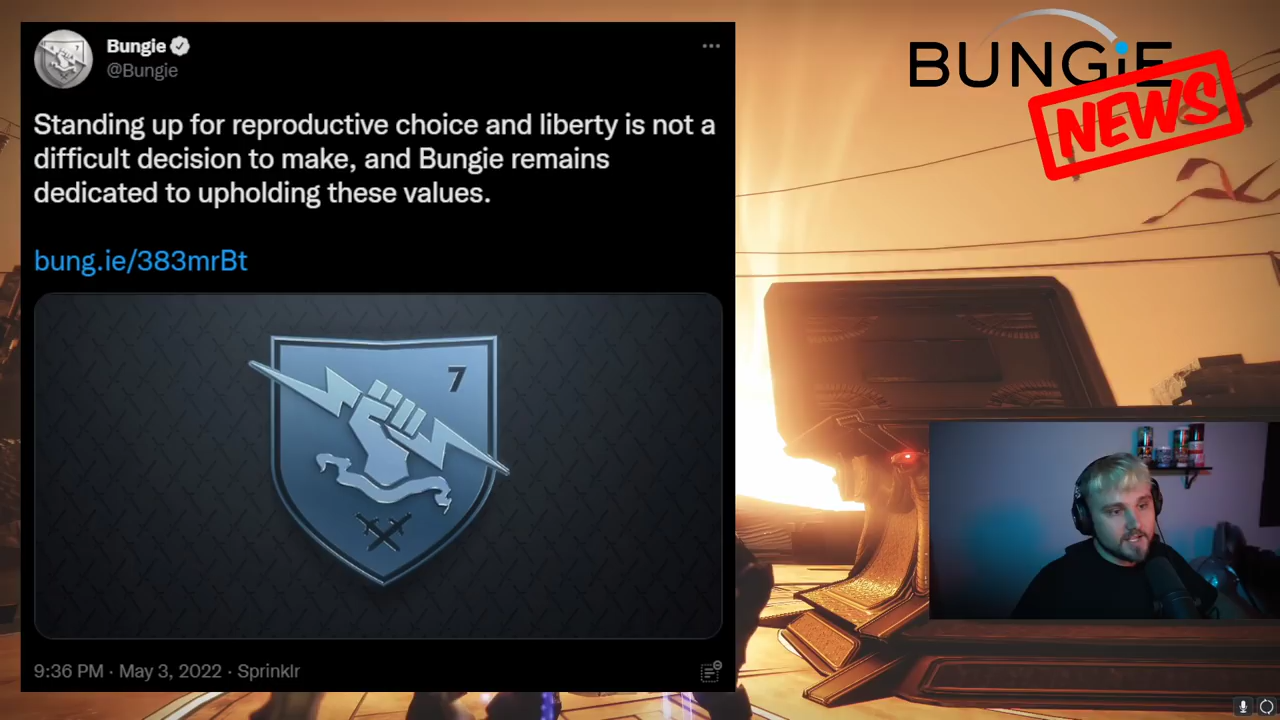 Bungie
@Bungie
Standing up for reproductive choice and liberty is not a
difficult decision to make, and Bungie remains
dedicated to upholding these values.
bung.ie/383mrBt
7
9:36 PM · May 3, 2022 · Sprinklr
BUNGiE
NEWS